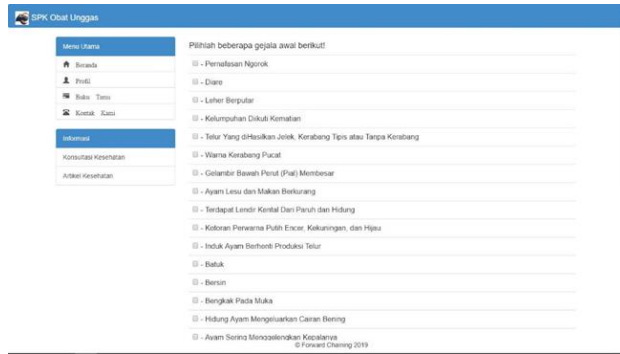 SPK Obat Unggas
Menu Utama
Beranda
Profil
Buku Tamu
Kontak Kami
Informasi
Konsultasi Kesehatan
Artikel Kesehatan
Pilihlah beberapa gejala awal berikut!
- Pernafasan Ngorok
- Diare
- Leher Berputar
- Kelumpuhan Diikuti Kematian
- Telur Yang diHasilkan Jelek, Kerabang Tipis atau Tanpa Kerabang
- Warna Kerabang Pucat
- Gelambir Bawah Perut (Pial) Membesar
- Ayam Lesu dan Makan Berkurang
- Terdapat Lendir Kental Dari Paruh dan Hidung
- Kotoran Perwarna Putih Encer, Kekuningan, dan Hijau
- Induk Ayam Berhenti Produksi Telur
- Batuk
- Bersin
- Bengkak Pada Muka
- Hidung Ayam Mengeluarkan Cairan Bening
- Ayam Sering Menggelengkan Kepalanya
© Forward Chaining 2019